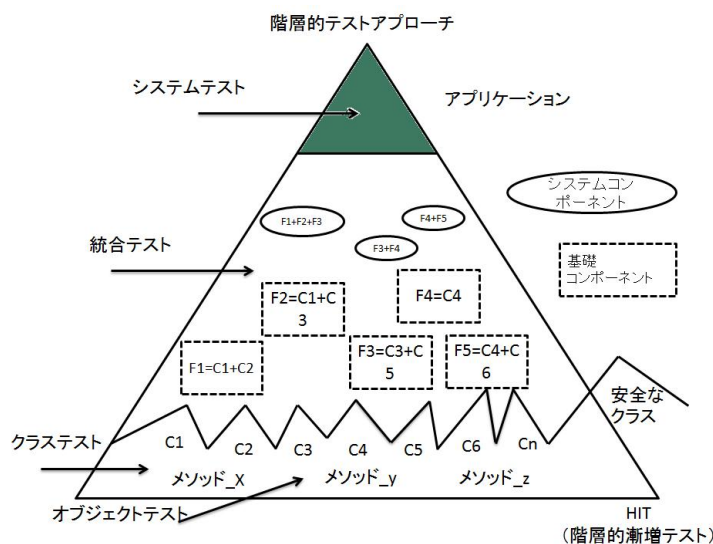 階層的テストアプローチ
システムテスト
アプリケーション
システムコン
ポーネント
F1+F2+F3
F4+F5
F3+F4
統合テスト
基礎
コンポーネント
F2=C1+C
3
F4=C4
F1=C1+C2
F3=C3+C
5
F5=C4+C
6
安全な
クラス
クラステスト
C1
C2
C3
C4
C5
C6
Cn
メソッド_X
メソッド_y
メソッド_z
オブジェクトテスト
HIT
(階層的漸増テスト)